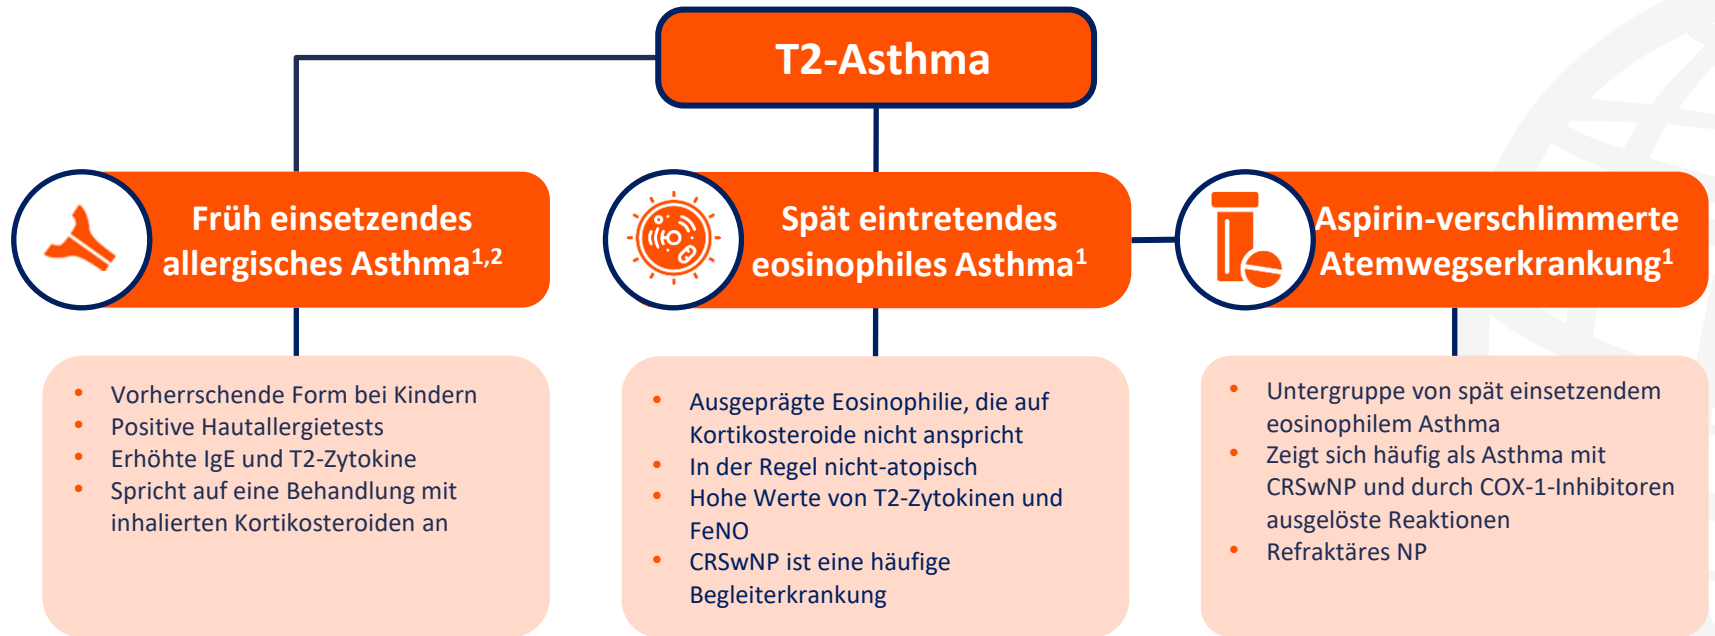 T2-Asthma
Früh einsetzendes
allergisches Asthma1,2
• Vorherrschende Form bei Kindern
• Positive Hautallergietests
• Erhöhte IgE und T2-Zytokine
• Spricht auf eine Behandlung mit
inhalierten Kortikosteroiden an
Spät eintretendes
eosinophiles Asthma1
• Ausgeprägte Eosinophilie, die auf
Kortikosteroide nicht anspricht
• In der Regel nicht-atopisch
• Hohe Werte von T2-Zytokinen und
FeNO
• CRSwNP ist eine häufige
Begleiterkrankung
Aspirin-verschlimmerte
Atemwegserkrankung1
• Untergruppe von spät einsetzendem
eosinophilem Asthma
• Zeigt sich häufig als Asthma mit
CRSwNP und durch COX-1-Inhibitoren
ausgelöste Reaktionen
• Refraktäres NP